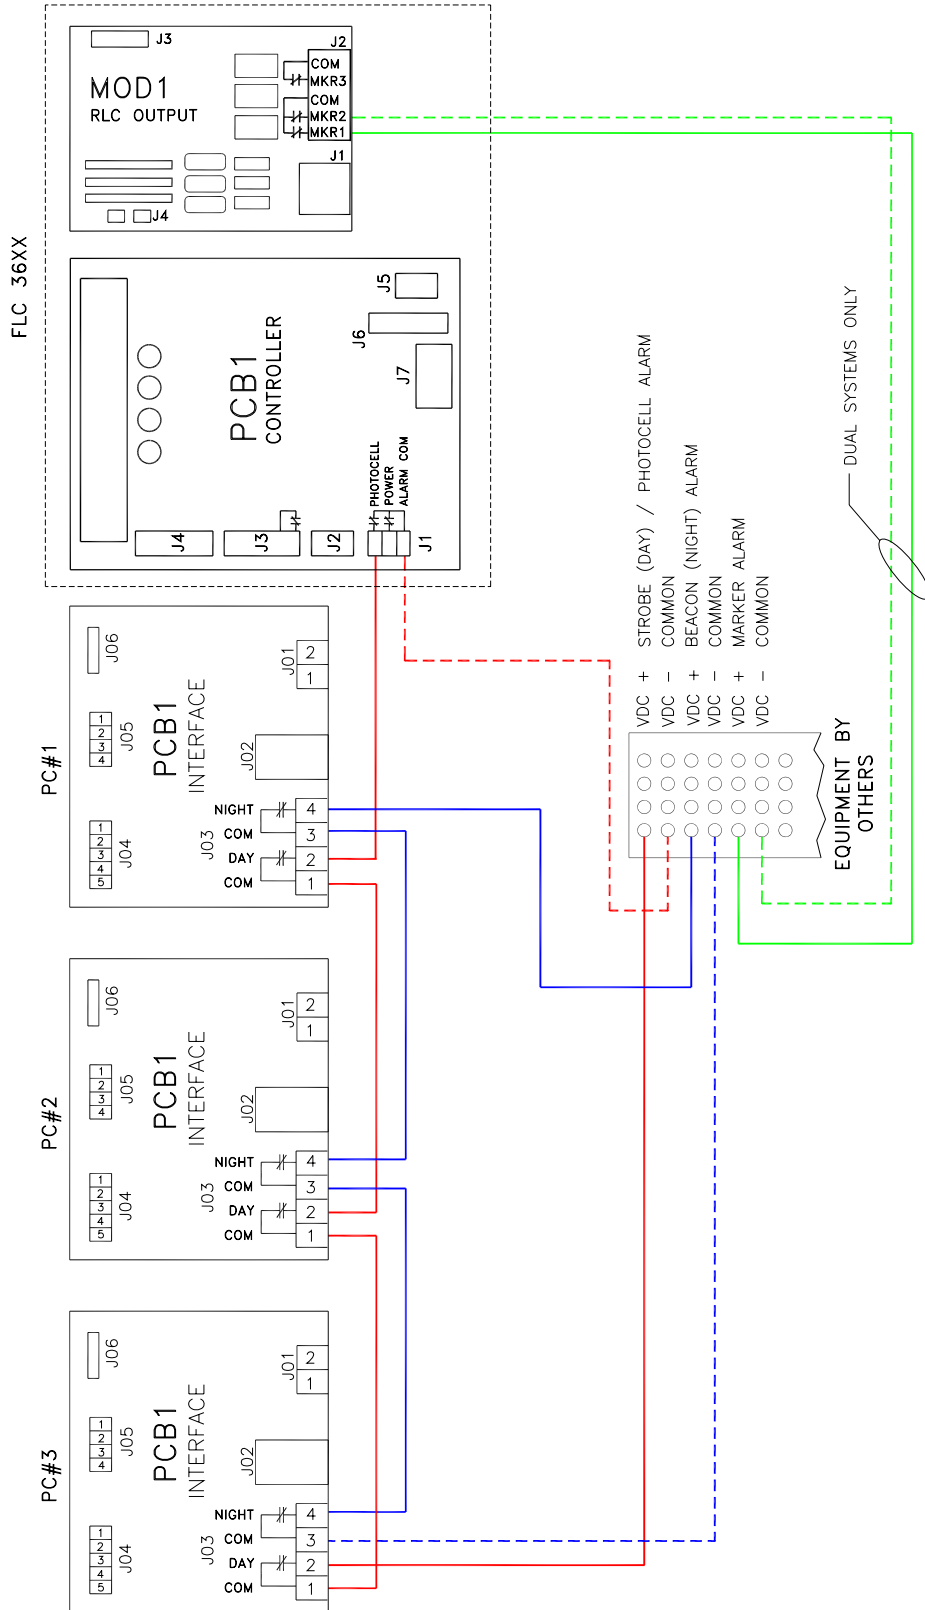 FLC 36XX
J3
MOD1
RLC OUTPUT
J2
COM
MKR3
COM
MKR2
MKR1
J1
J4
PCB1
CONTROLLER
J5
J6
J7
PHOTOCELL
POWER
ALARM COM
J4
J3
J2
J1
PC#1
J06
J05
1
2
3
4
J04
1
2
3
4
5
PCB1
INTERFACE
J01
2
1
J02
J03
NIGHT
COM
DAY
COM
4
3
2
1
PC#2
J06
J05
1
2
3
4
J04
1
2
3
4
5
PCB1
INTERFACE
J01
2
1
J02
J03
NIGHT
COM
DAY
COM
4
3
2
1
PC#3
J06
J05
1
2
3
4
J04
1
2
3
4
5
PCB1
INTERFACE
J01
2
1
J02
J03
NIGHT
COM
DAY
COM
4
3
2
1
VDC + STROBE (DAY) / PHOTOCELL ALARM
VDC - COMMON
VDC + BEACON (NIGHT) ALARM
VDC - COMMON
VDC + MARKER ALARM
VDC - COMMON
DUAL SYSTEMS ONLY
EQUIPMENT BY
OTHERS